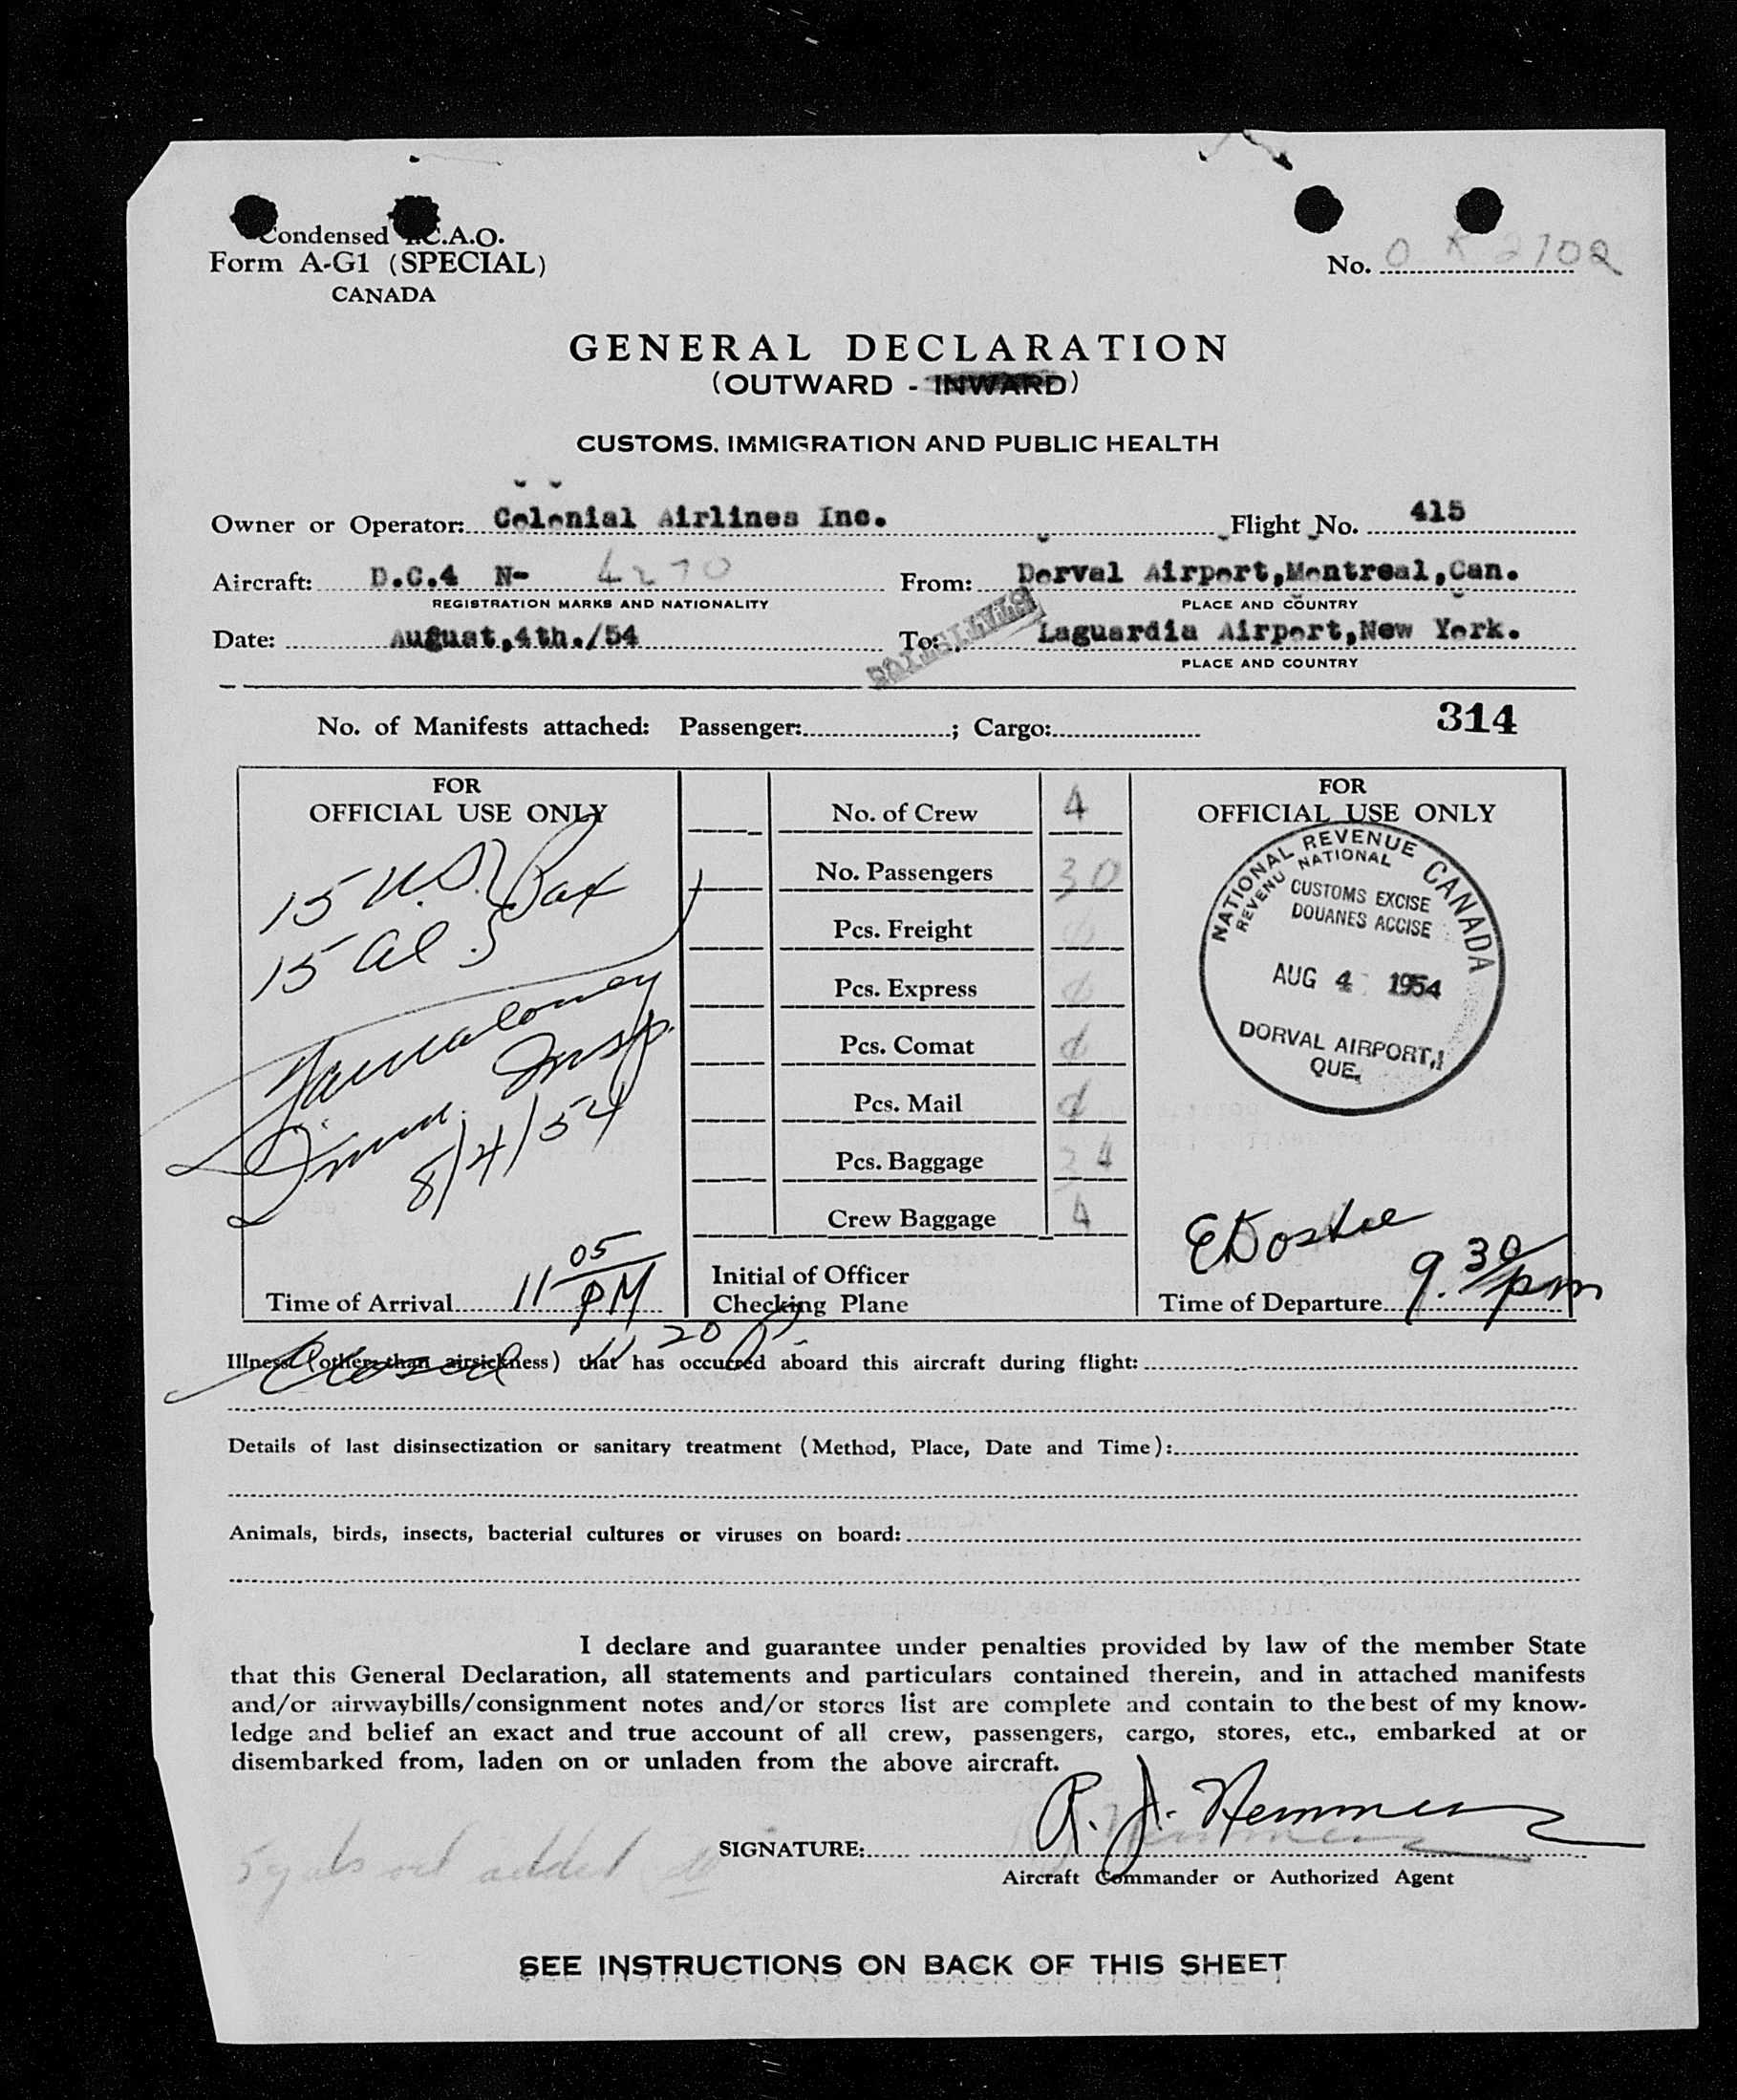 Condensed I.C.A.O.
Form A-G1 (SPECIAL)
CANADA
No. O K 2702
GENERAL DECLARATION
(OUTWARD - INWARD)
CUSTOMS, IMMIGRATION AND PUBLIC HEALTH
Owner or Operator: Colonial Airlines Inc. Flight No. 415
Aircraft: D.C.4 N- 4270 From: Dorval Airport, Montreal, Can.
REGISTRATION MARKS AND NATIONALITY PLACE AND COUNTRY
Date: August, 4th./54 To: Laguardia Airport, New York.
PLACE AND COUNTRY
No. of Manifests attached: Passenger: ; Cargo: 314
FOR
OFFICIAL USE ONLY
15 U.S. } Pax
15 al.
Immi. Insp.
8/4/54
Time of Arrival 11 05 PM
No. of Crew 4
No. Passengers 30
Pcs. Freight
Pcs. Express
Pcs. Comat
Pcs. Mail
Pcs. Baggage 34
Crew Baggage 4
Initial of Officer
Checking Plane
FOR
OFFICIAL USE ONLY
NATIONAL REVENUE CANADA
REVENU NATIONAL
CUSTOMS EXCISE
DOUANES ACCISE
AUG 4 1954
DORVAL AIRPORT,
QUE.
Time of Departure 9.30 pm
Closed 11 20 P
Illness (other than airsickness) that has occurred aboard this aircraft during flight:
Details of last disinsectization or sanitary treatment (Method, Place, Date and Time):
Animals, birds, insects, bacterial cultures or viruses on board:
I declare and guarantee under penalties provided by law of the member State
that this General Declaration, all statements and particulars contained therein, and in attached manifests
and/or airwaybills/consignment notes and/or stores list are complete and contain to the best of my know-
ledge and belief an exact and true account of all crew, passengers, cargo, stores, etc., embarked at or
disembarked from, laden on or unladen from the above aircraft.
SIGNATURE: R. J.
Aircraft Commander or Authorized Agent
added
SEE INSTRUCTIONS ON BACK OF THIS SHEET